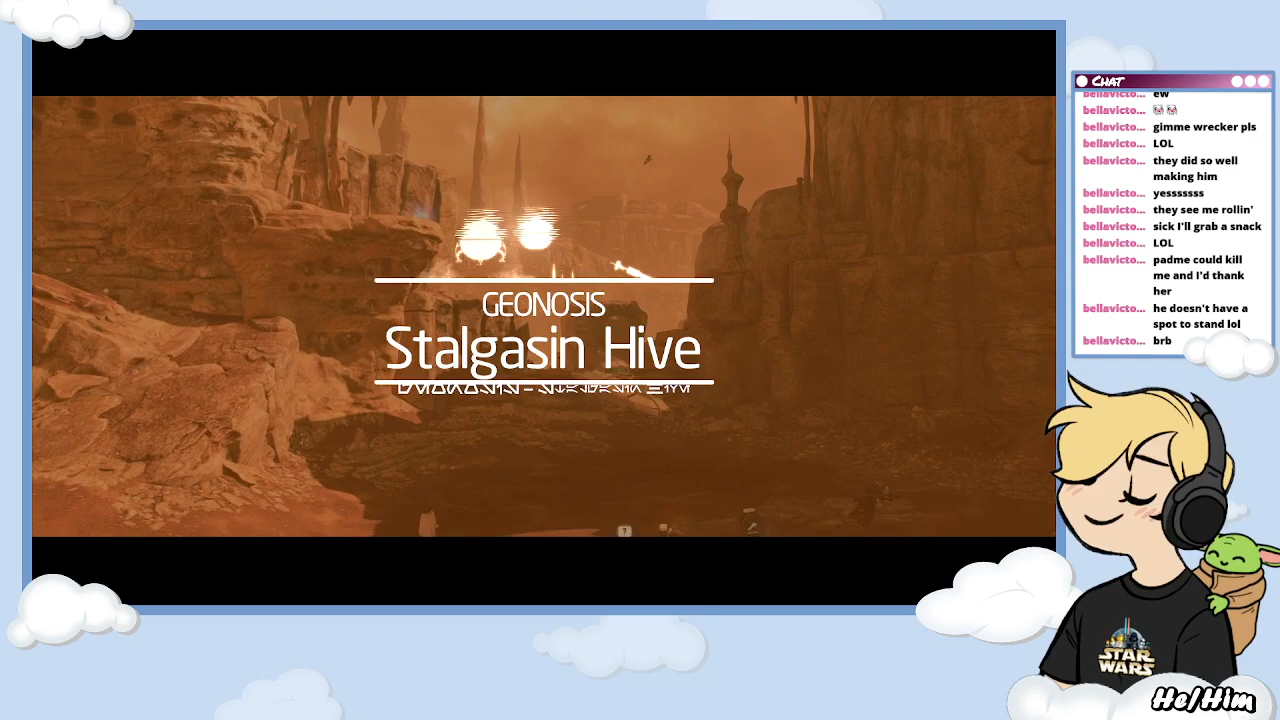 GEONOSIS
Stalgasin Hive
Chat
bellavicto... ew
bellavicto...
bellavicto... gimme wrecker pls
bellavicto... LOL
bellavicto... they did so well
making him
bellavicto... yesssssss
bellavicto... they see me rollin'
bellavicto... sick I'll grab a snack
bellavicto... LOL
bellavicto... padme could kill
me and I'd thank
her
bellavicto... he doesn't have a
spot to stand lol
bellavicto... brb
STAR
WARS
He/Him